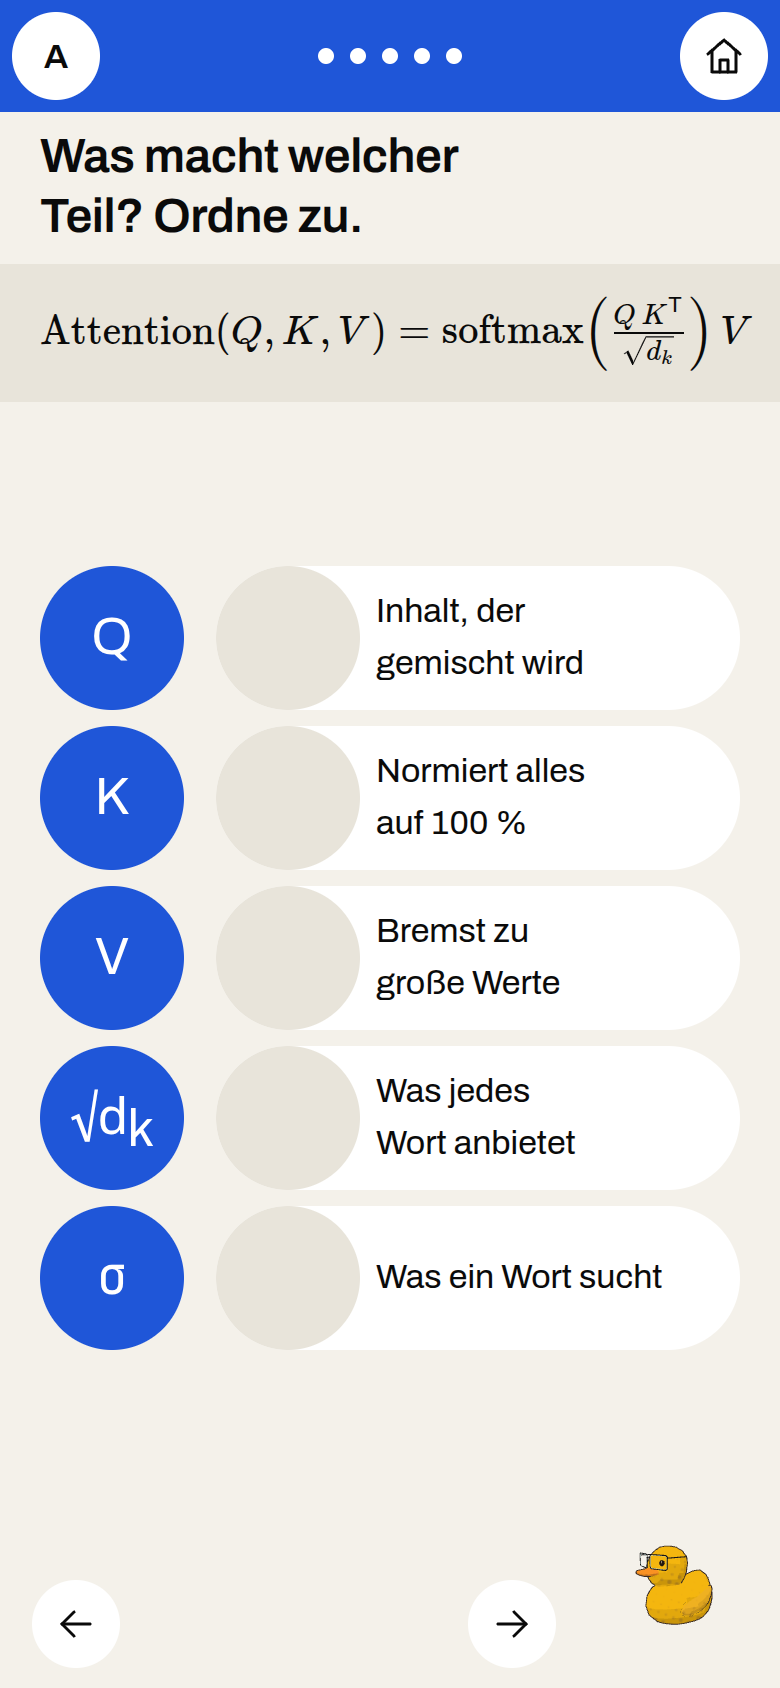 A
Was macht welcher
Teil? Ordne zu.
Attention(Q, K, V) = softmax(QK^T / √d_k) V
Q
Inhalt, der
gemischt wird
K
Normiert alles
auf 100 %
V
Bremst zu
große Werte
√dk
Was jedes
Wort anbietet
σ
Was ein Wort sucht